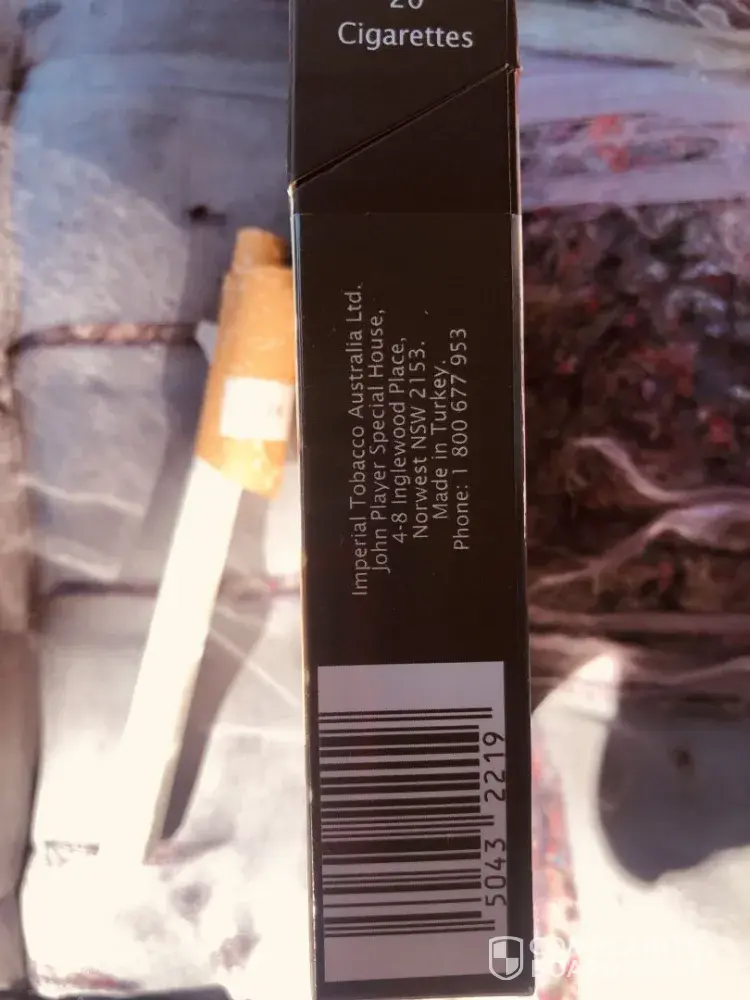 20
Cigarettes
Imperial Tobacco Australia Ltd.
John Player Special House,
4-8 Inglewood Place,
Norwest NSW 2153.
Made in Turkey.
Phone: 1 800 677 953
5043 2219